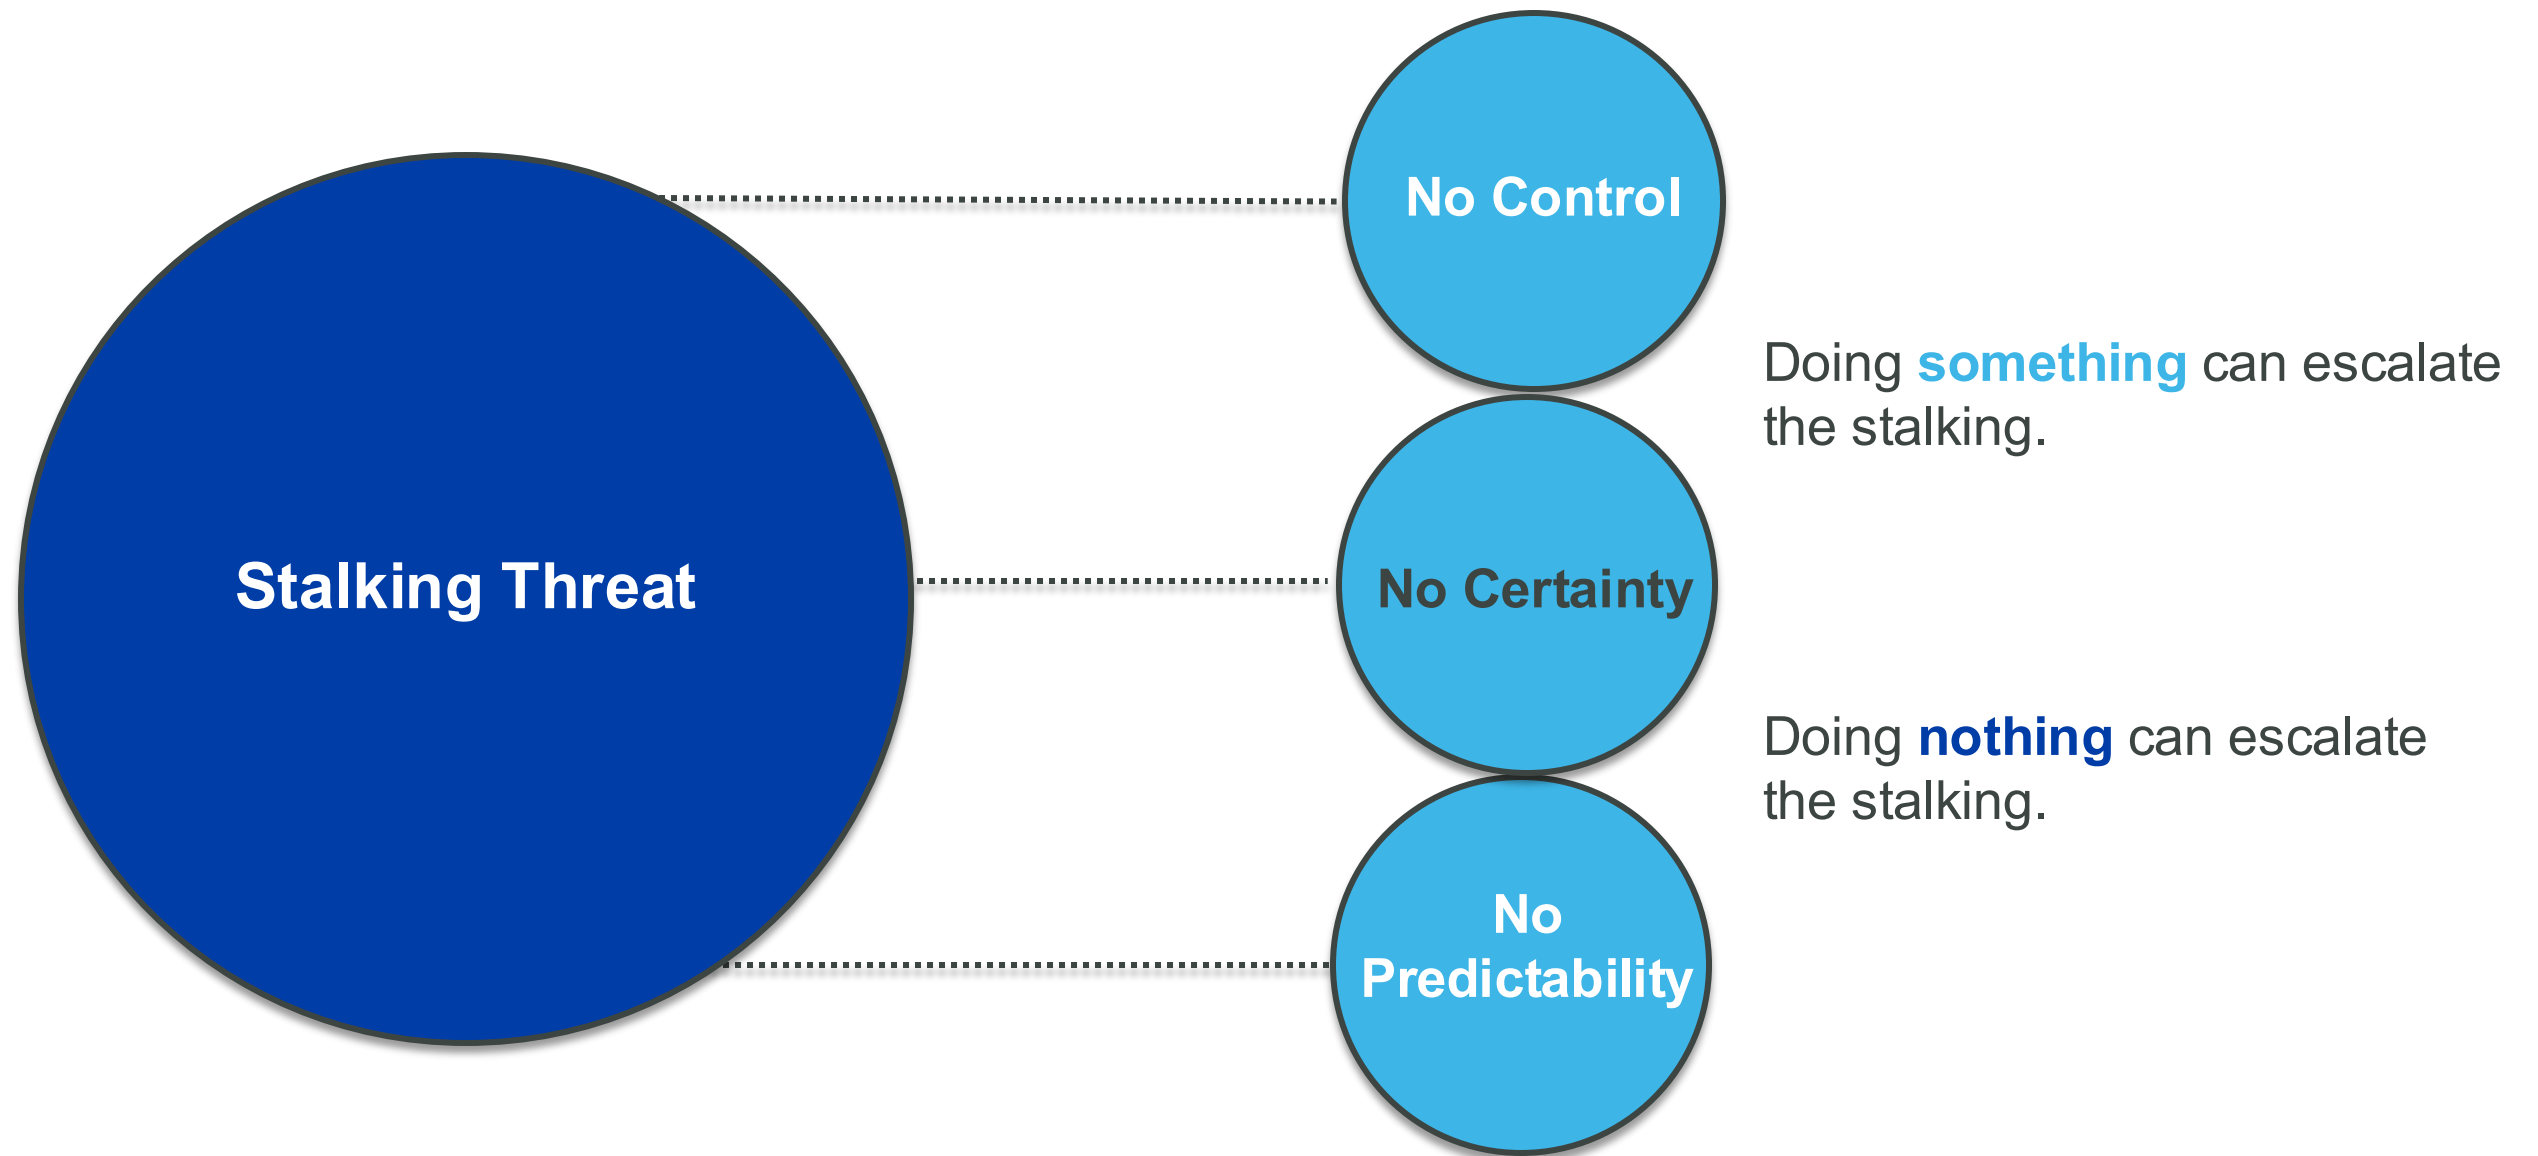 Stalking Threat
No Control
No Certainty
No
Predictability
Doing something can escalate
the stalking.
Doing nothing can escalate
the stalking.